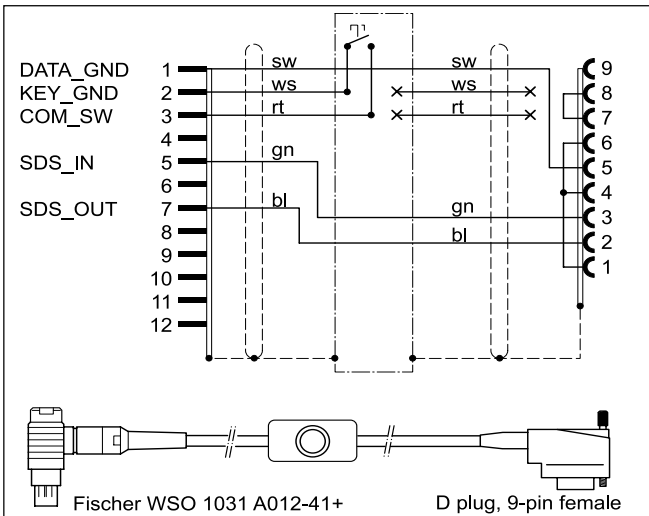 DATA_GND 1 sw sw 9
KEY_GND 2 ws ws 8
COM_SW 3 rt rt 7
4 6
SDS_IN 5 gn 5
6 4
SDS_OUT 7 bl gn 3
8 bl 2
9 1
10
11
12
Fischer WSO 1031 A012-41+ D plug, 9-pin female